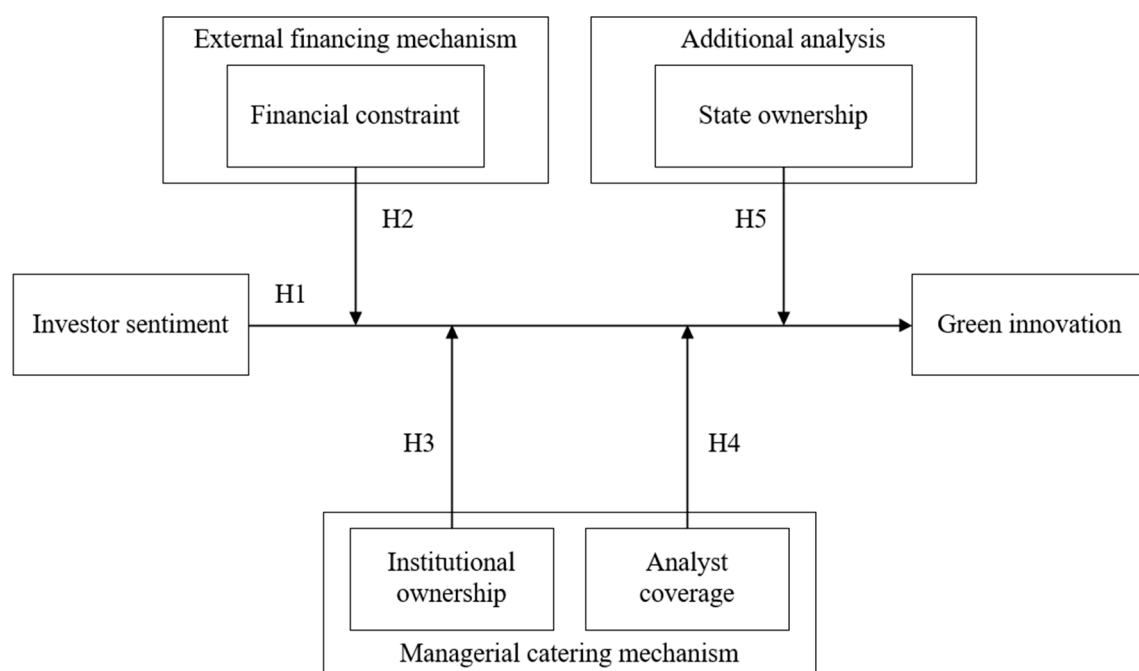 External financing mechanism
Financial constraint
Additional analysis
State ownership
H2
H5
H1
Investor sentiment
Green innovation
H3
H4
Institutional
ownership
Analyst
coverage
Managerial catering mechanism